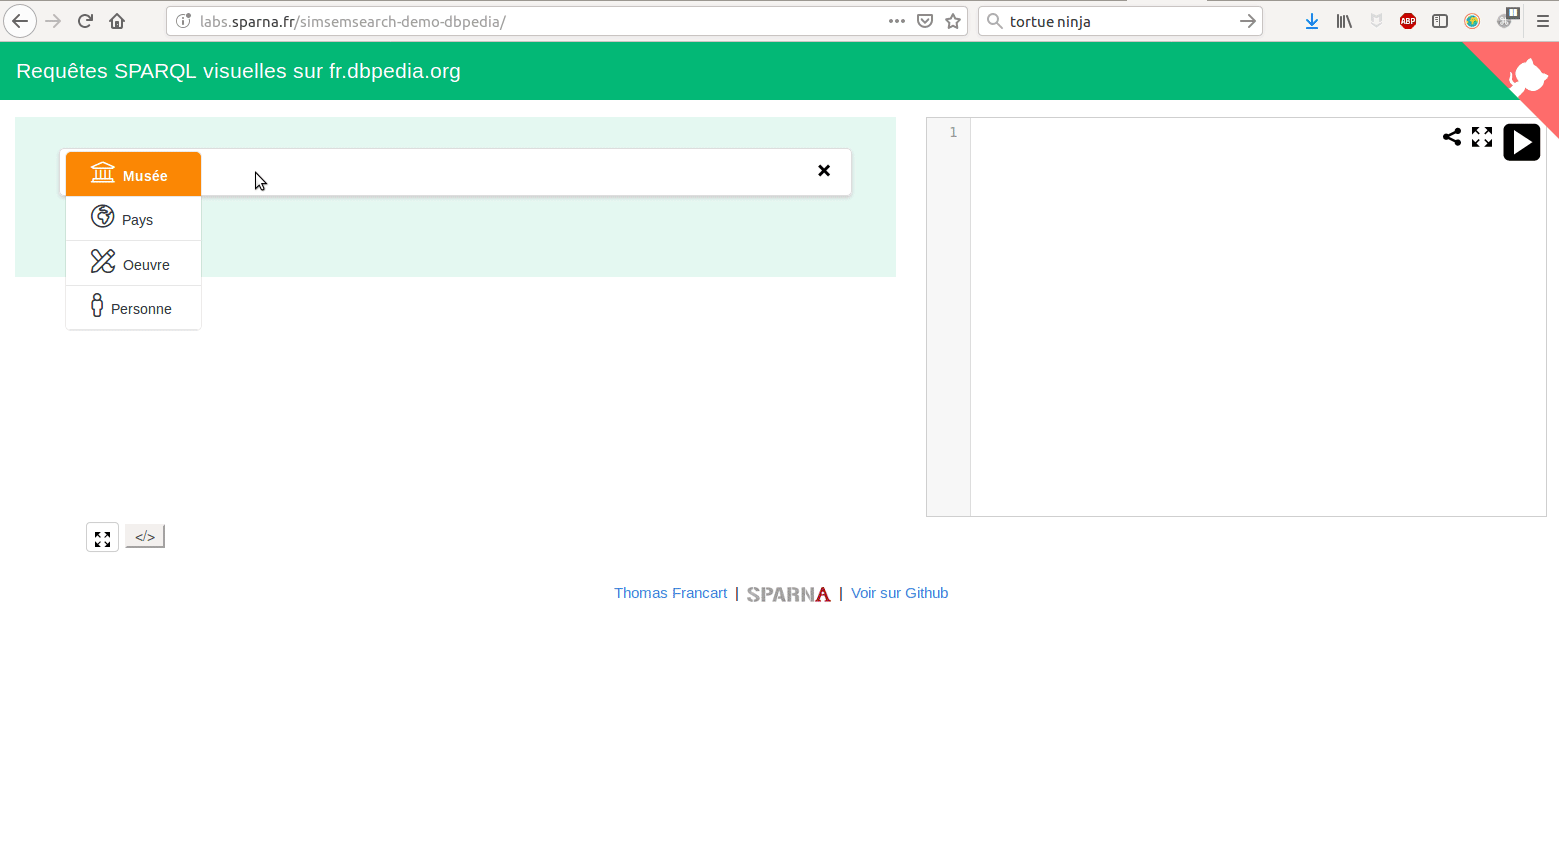 labs.sparna.fr/simsemsearch-demo-dbpedia/
tortue ninja
ABP
Requêtes SPARQL visuelles sur fr.dbpedia.org
Musée
Pays
Oeuvre
Personne
1
</>
Thomas Francart | SPARNA | Voir sur Github